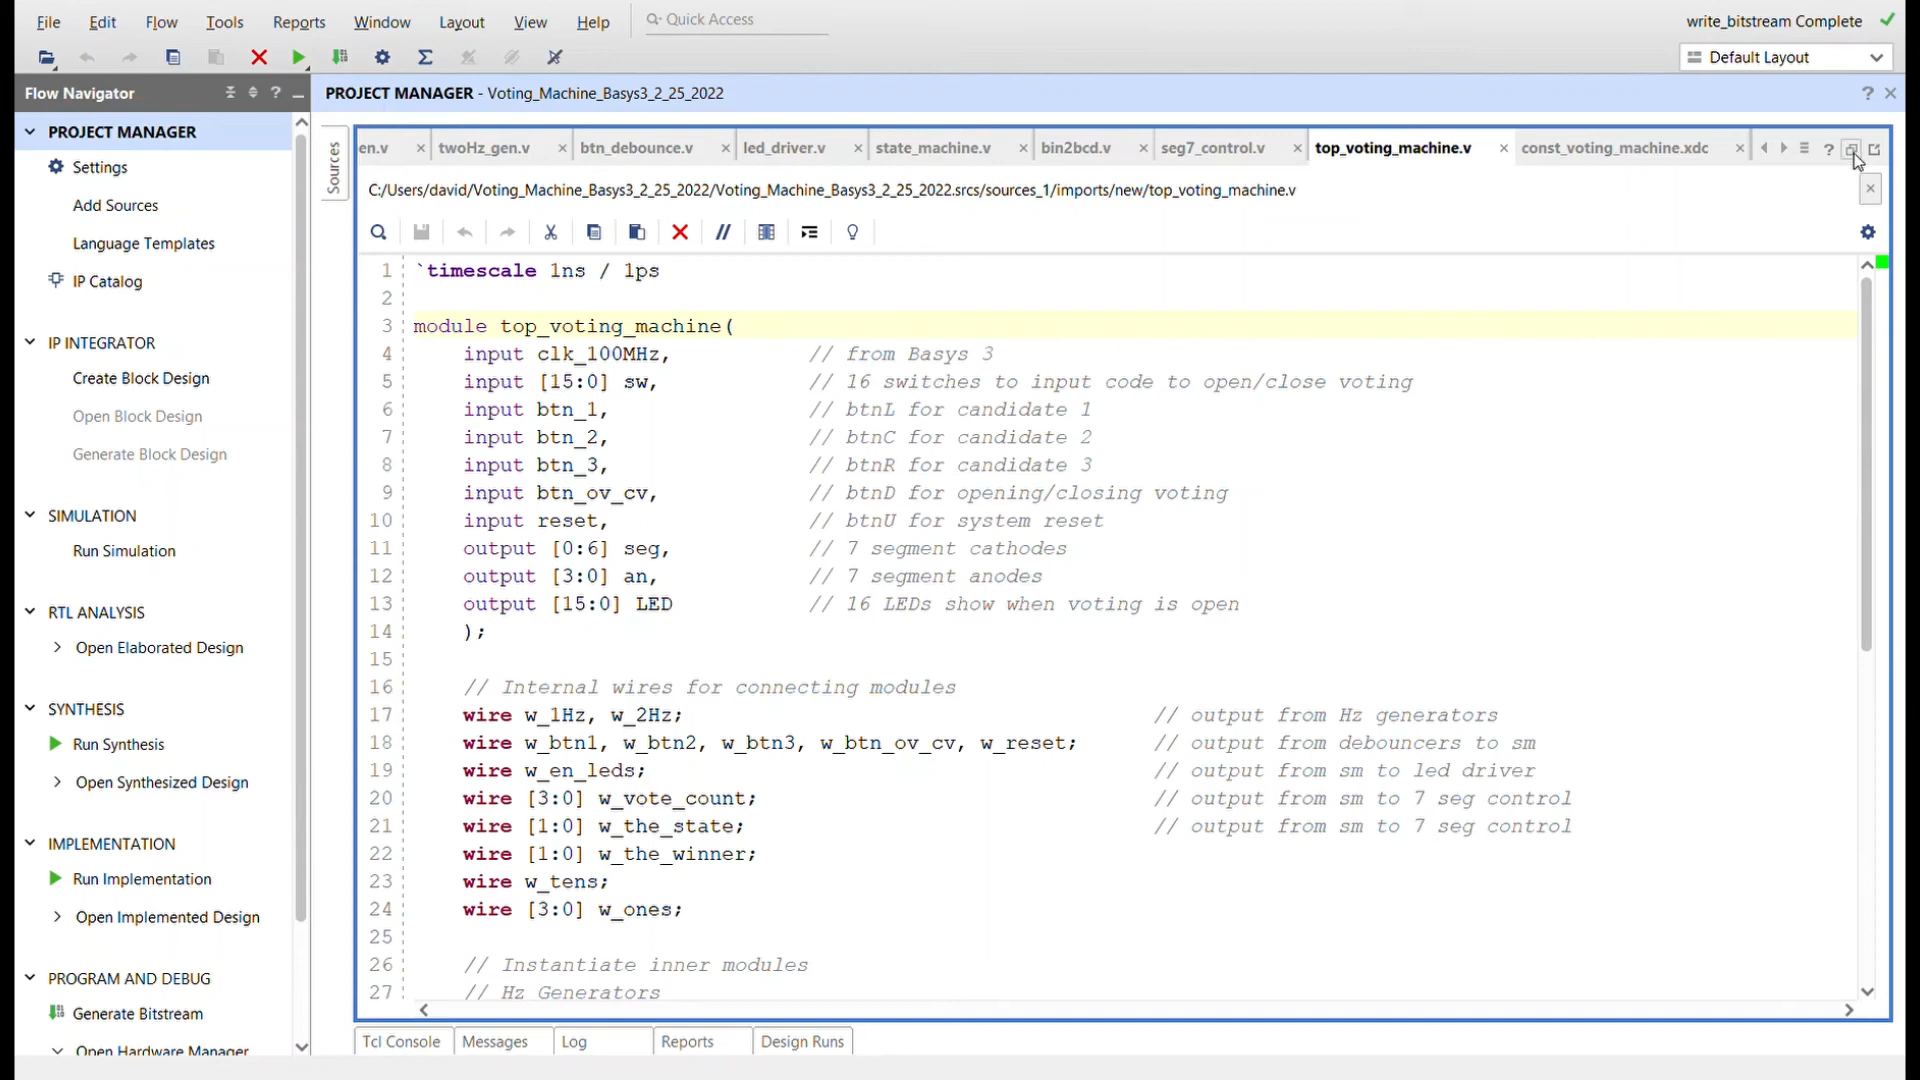 File Edit Flow Tools Reports Window Layout View Help Quick Access
write_bitstream Complete
Default Layout
Flow Navigator
PROJECT MANAGER - Voting_Machine_Basys3_2_25_2022
PROJECT MANAGER
Settings
Add Sources
Language Templates
IP Catalog
IP INTEGRATOR
Create Block Design
Open Block Design
Generate Block Design
SIMULATION
Run Simulation
RTL ANALYSIS
Open Elaborated Design
SYNTHESIS
Run Synthesis
Open Synthesized Design
IMPLEMENTATION
Run Implementation
Open Implemented Design
PROGRAM AND DEBUG
Generate Bitstream
Open Hardware Manager
Sources
en.v twoHz_gen.v btn_debounce.v led_driver.v state_machine.v bin2bcd.v seg7_control.v top_voting_machine.v const_voting_machine.xdc
C:/Users/david/Voting_Machine_Basys3_2_25_2022/Voting_Machine_Basys3_2_25_2022.srcs/sources_1/imports/new/top_voting_machine.v
1 `timescale 1ns / 1ps
2
3 module top_voting_machine(
4 input clk_100MHz, // from Basys 3
5 input [15:0] sw, // 16 switches to input code to open/close voting
6 input btn_1, // btnL for candidate 1
7 input btn_2, // btnC for candidate 2
8 input btn_3, // btnR for candidate 3
9 input btn_ov_cv, // btnD for opening/closing voting
10 input reset, // btnU for system reset
11 output [0:6] seg, // 7 segment cathodes
12 output [3:0] an, // 7 segment anodes
13 output [15:0] LED // 16 LEDs show when voting is open
14 );
15
16 // Internal wires for connecting modules
17 wire w_1Hz, w_2Hz; // output from Hz generators
18 wire w_btn1, w_btn2, w_btn3, w_btn_ov_cv, w_reset; // output from debouncers to sm
19 wire w_en_leds; // output from sm to led driver
20 wire [3:0] w_vote_count; // output from sm to 7 seg control
21 wire [1:0] w_the_state; // output from sm to 7 seg control
22 wire [1:0] w_the_winner;
23 wire w_tens;
24 wire [3:0] w_ones;
25
26 // Instantiate inner modules
27 // Hz Generators
Tcl Console Messages Log Reports Design Runs